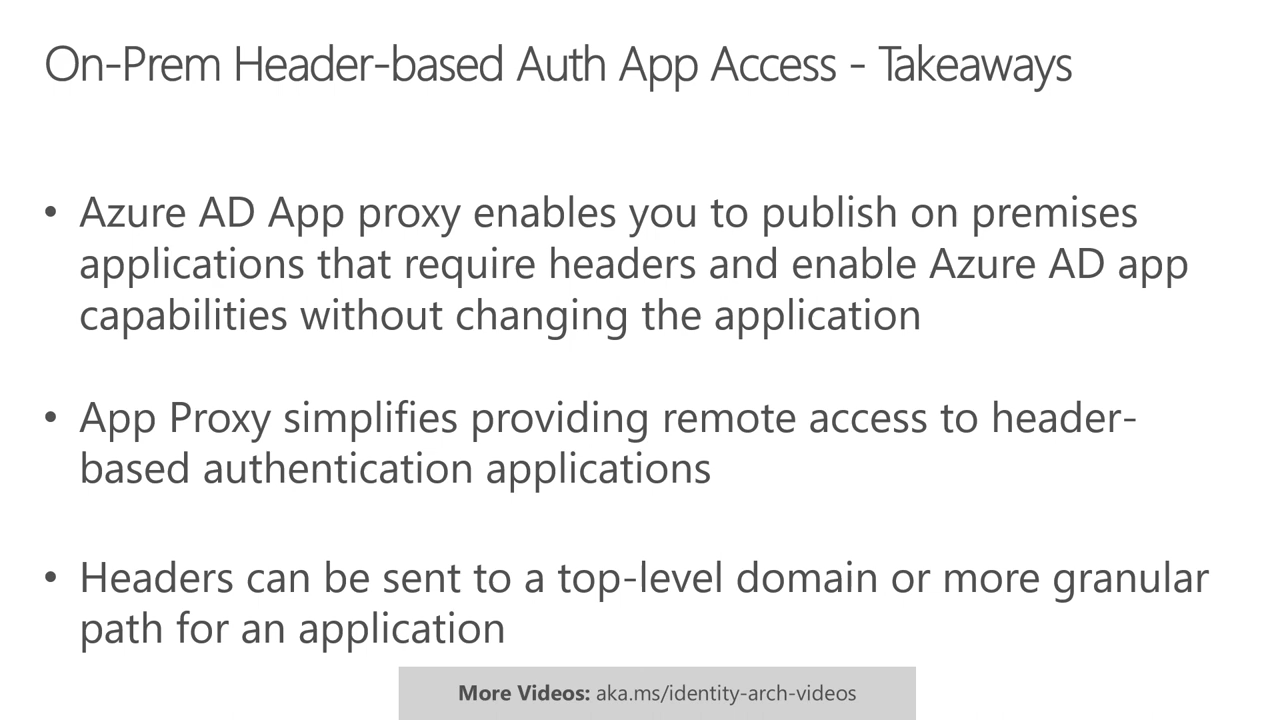 On-Prem Header-based Auth App Access - Takeaways
• Azure AD App proxy enables you to publish on premises
applications that require headers and enable Azure AD app
capabilities without changing the application
• App Proxy simplifies providing remote access to header-
based authentication applications
• Headers can be sent to a top-level domain or more granular
path for an application
More Videos: aka.ms/identity-arch-videos